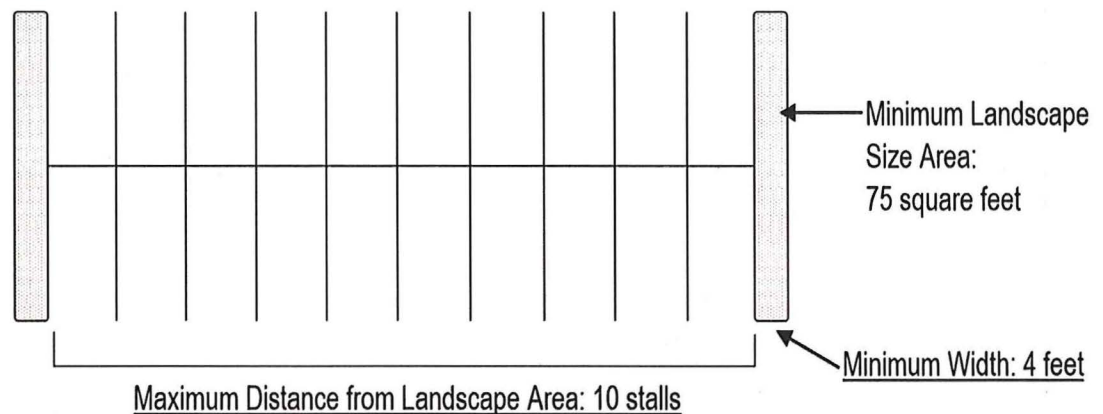 Minimum Landscape
Size Area:
75 square feet
Minimum Width: 4 feet
Maximum Distance from Landscape Area: 10 stalls